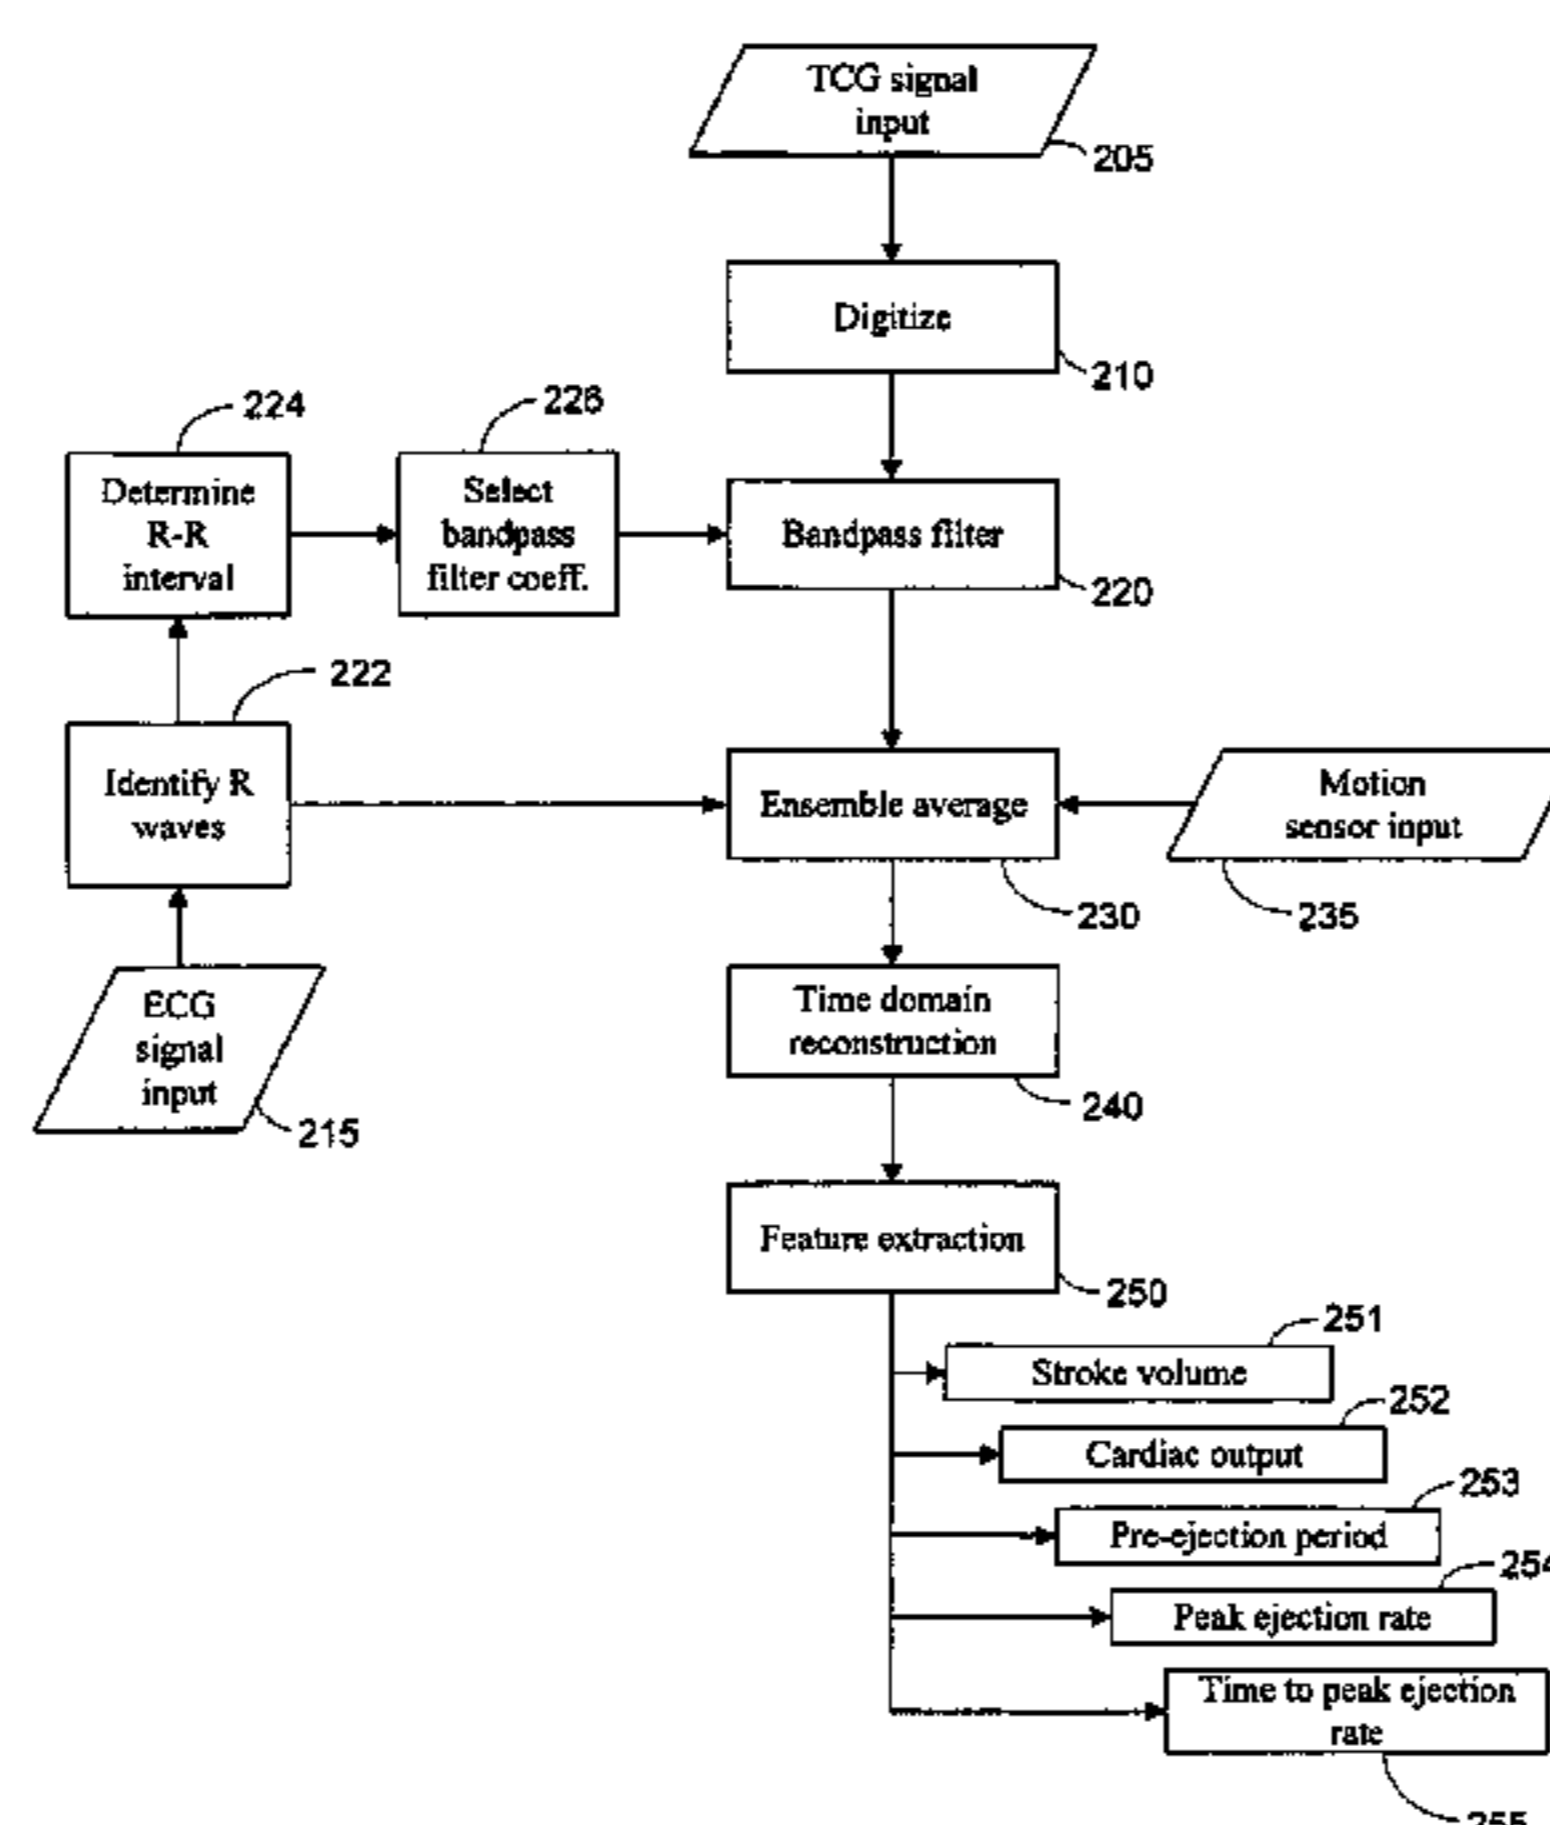 TCG signal
input
205
Digitize
210
224
226
Determine
R-R
interval
Select
bandpass
filter coeff.
Bandpass filter
220
222
Identify R
waves
Ensemble average
Motion
sensor input
230
235
ECG
signal
input
215
Time domain
reconstruction
240
Feature extraction
250
251
Stroke volume
252
Cardiac output
253
Pre-ejection period
254
Peak ejection rate
Time to peak ejection
rate
255